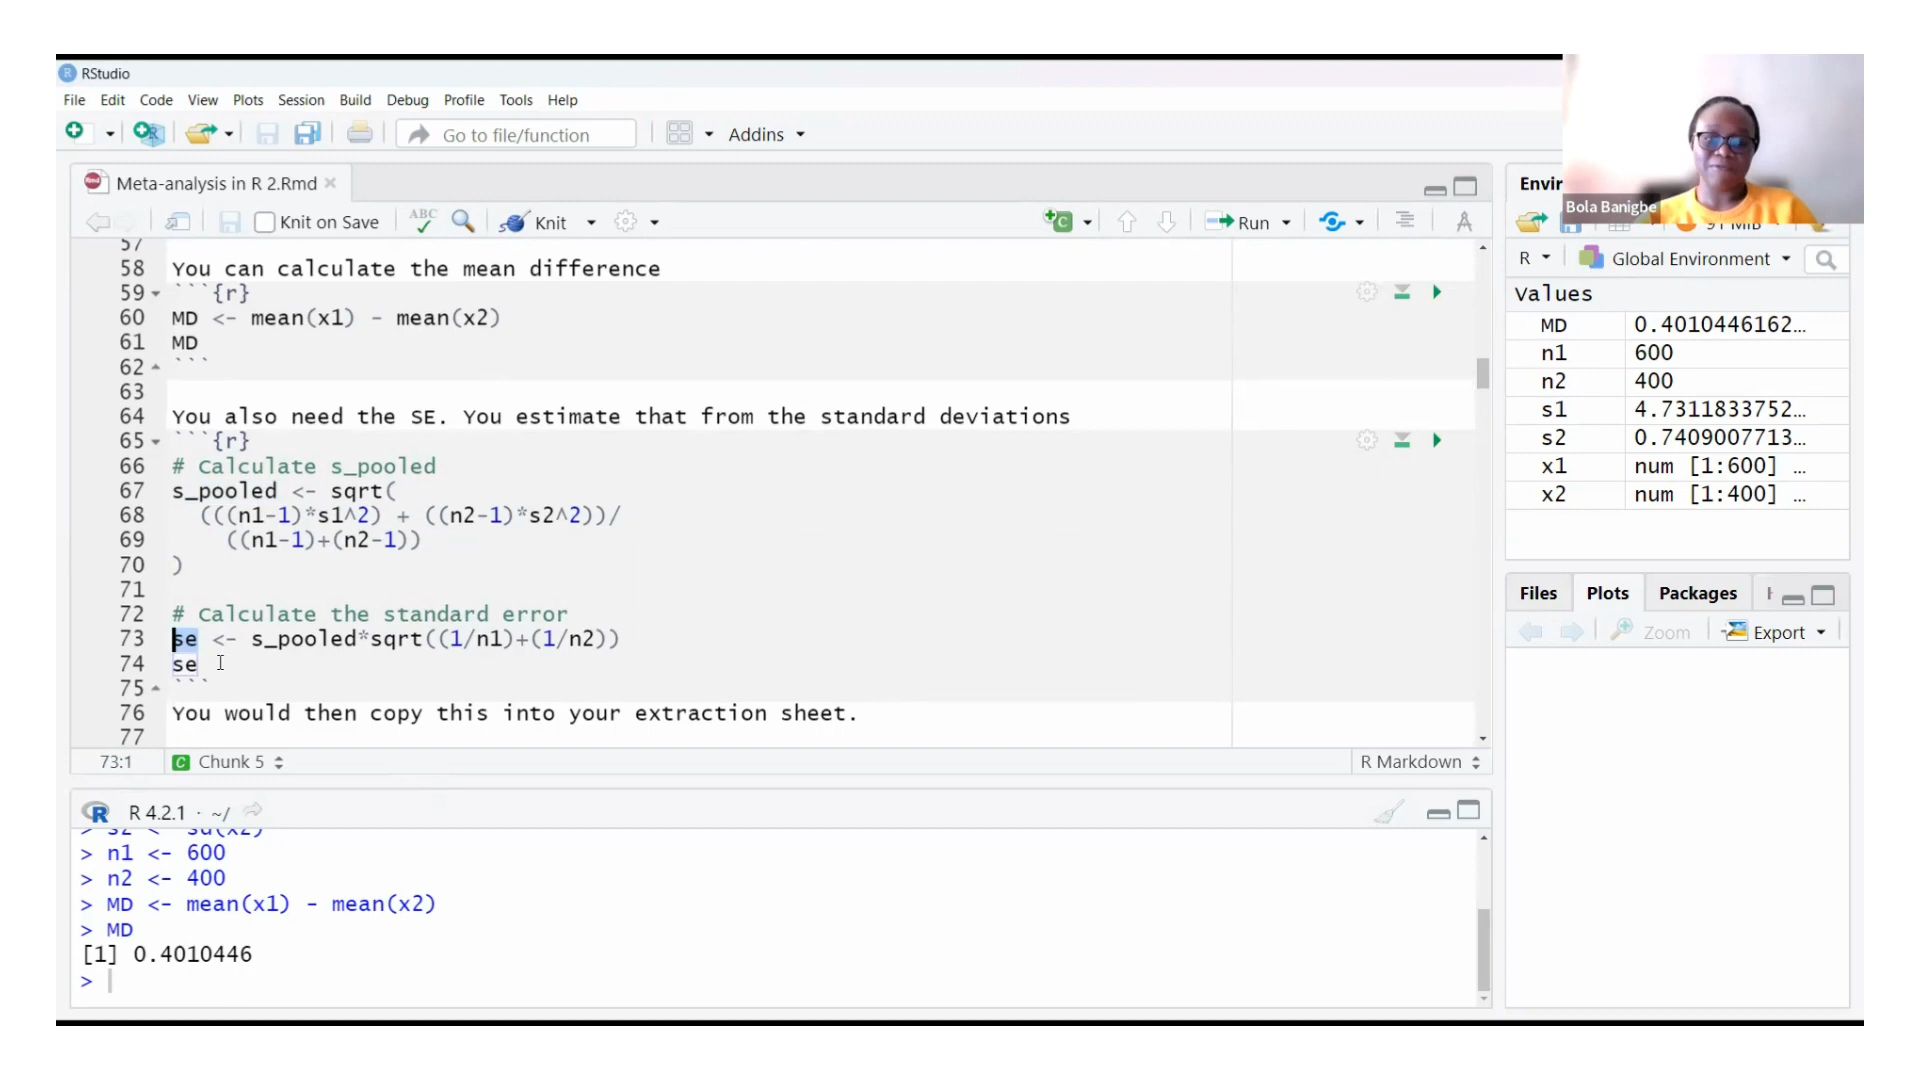 RStudio
File Edit Code View Plots Session Build Debug Profile Tools Help
Go to file/function Addins
Bola Banigbe
Meta-analysis in R 2.Rmd
Knit on Save ABC Knit Run
57
58 You can calculate the mean difference
59 ```{r}
60 MD <- mean(x1) - mean(x2)
61 MD
62 ```
63
64 You also need the SE. You estimate that from the standard deviations
65 ```{r}
66 # Calculate s_pooled
67 s_pooled <- sqrt(
68 (((n1-1)*s1^2) + ((n2-1)*s2^2))/
69 ((n1-1)+(n2-1))
70 )
71
72 # Calculate the standard error
73 se <- s_pooled*sqrt((1/n1)+(1/n2))
74 se
75 ```
76 You would then copy this into your extraction sheet.
77
73:1 Chunk 5 R Markdown
R 4.2.1 · ~/
> s2 <- sd(x2)
> n1 <- 600
> n2 <- 400
> MD <- mean(x1) - mean(x2)
> MD
[1] 0.4010446
>
Envir
91 MiB
R Global Environment
Values
MD 0.4010446162…
n1 600
n2 400
s1 4.7311833752…
s2 0.7409007713…
x1 num [1:600] …
x2 num [1:400] …
Files Plots Packages
Zoom Export